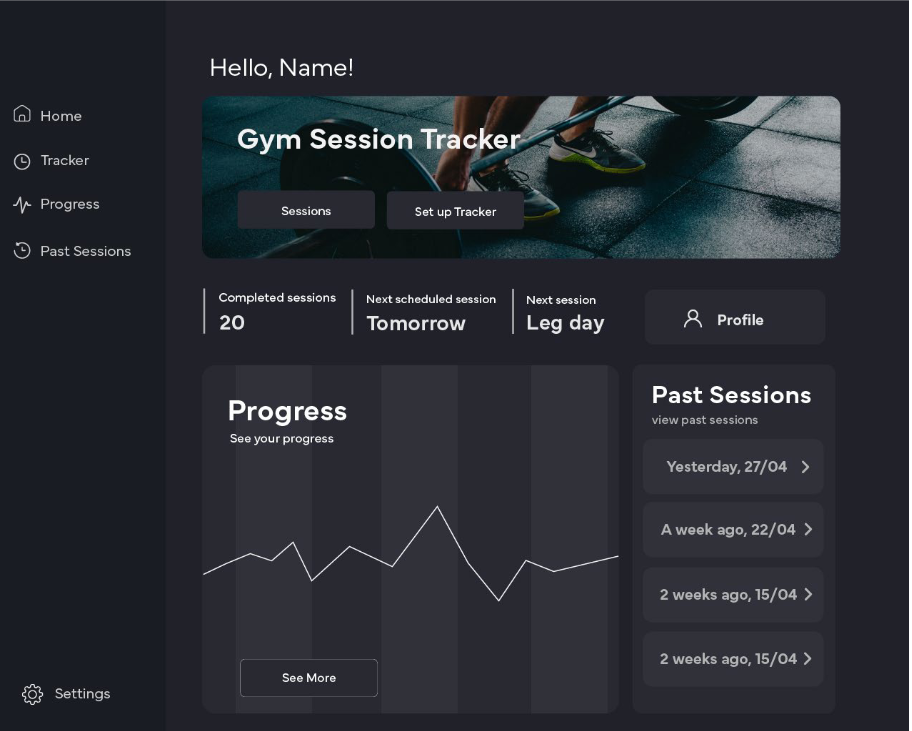 Hello, Name!
Home
Tracker
Progress
Past Sessions
Settings
Gym Session Tracker
Sessions
Set up Tracker
Completed sessions
20
Next scheduled session
Tomorrow
Next session
Leg day
Profile
Progress
See your progress
See More
Past Sessions
view past sessions
Yesterday, 27/04
A week ago, 22/04
2 weeks ago, 15/04
2 weeks ago, 15/04